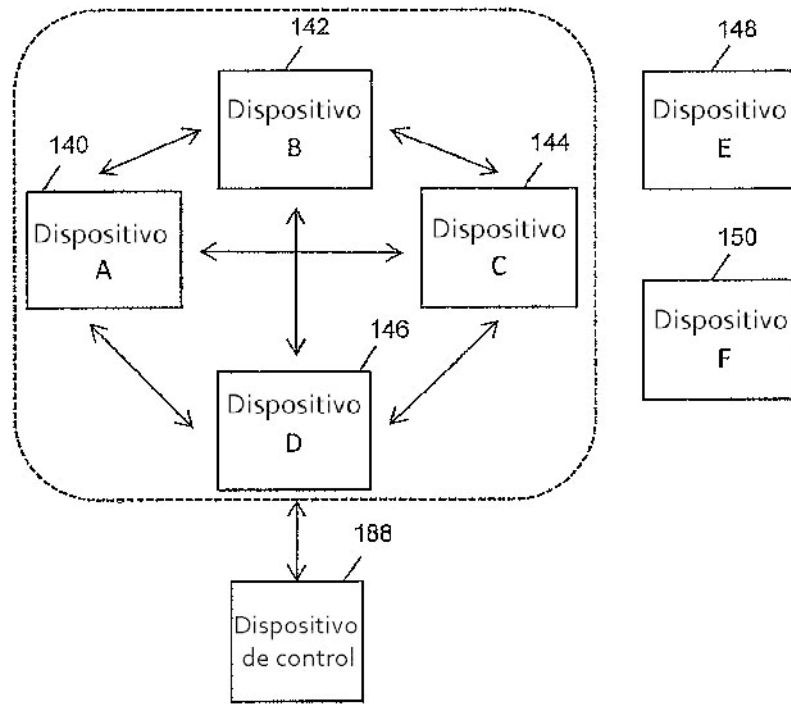 142
Dispositivo
B
140
Dispositivo
A
144
Dispositivo
C
146
Dispositivo
D
148
Dispositivo
E
150
Dispositivo
F
188
Dispositivo
de control